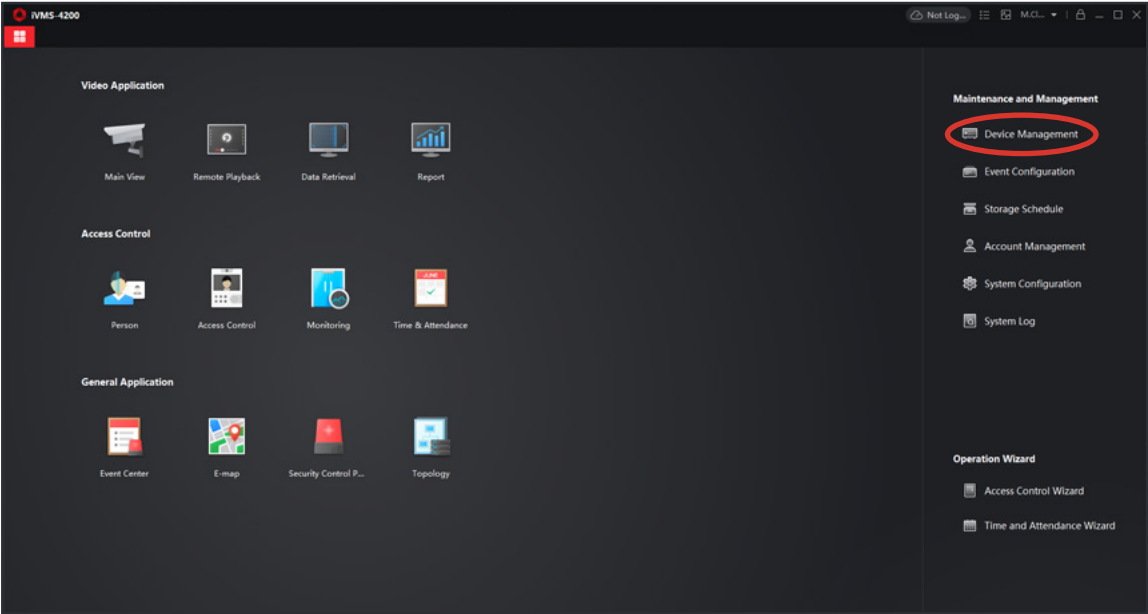 iVMS-4200
Not Log...
M.Cl...
Video Application
Main View
Remote Playback
Data Retrieval
Report
Access Control
Person
Access Control
Monitoring
JUNE
Time & Attendance
General Application
Event Center
E-map
Security Control P...
Topology
Maintenance and Management
Device Management
Event Configuration
Storage Schedule
Account Management
System Configuration
System Log
Operation Wizard
Access Control Wizard
Time and Attendance Wizard